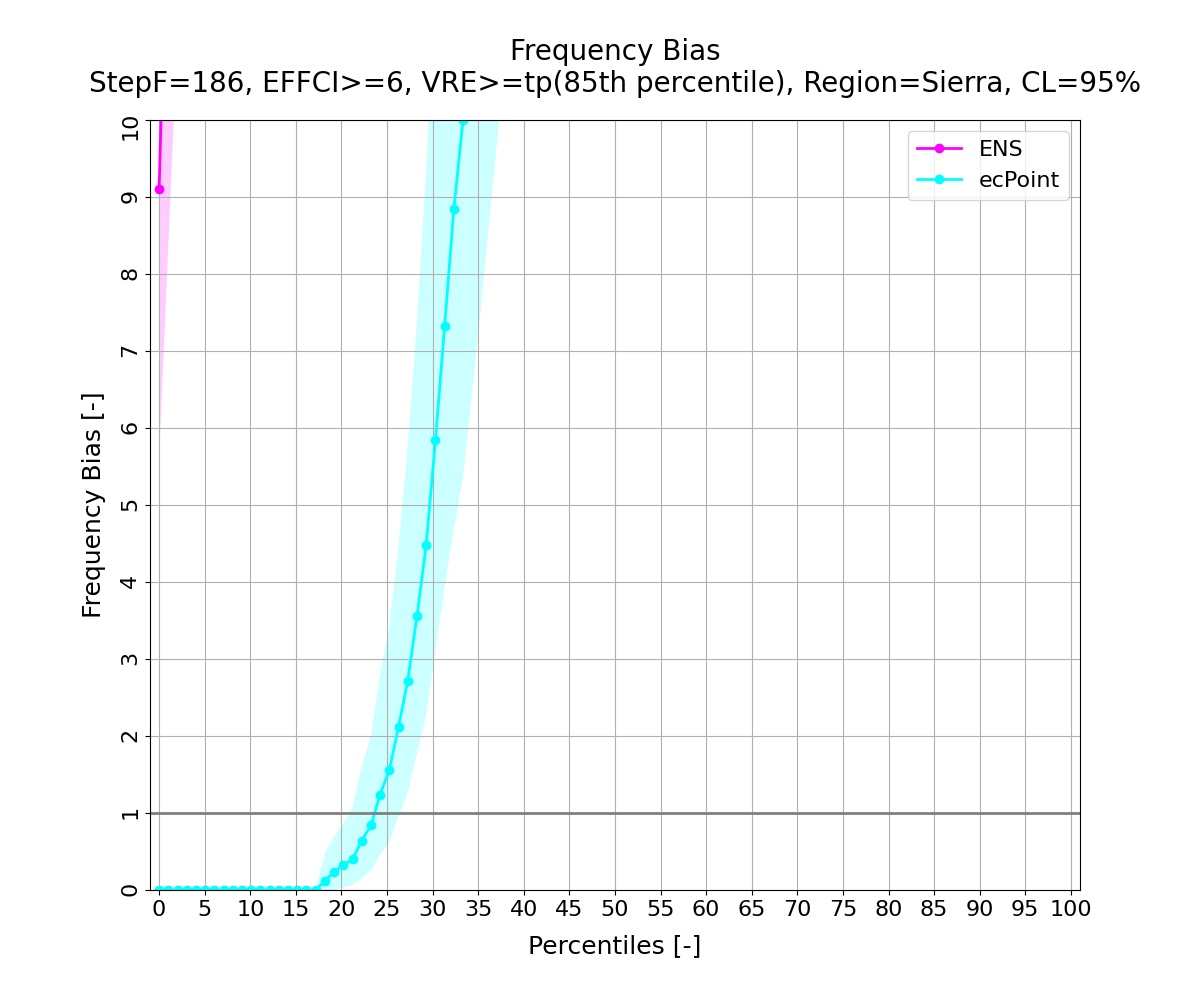 Frequency Bias
StepF=186, EFFCI>=6, VRE>=tp(85th percentile), Region=Sierra, CL=95%
ENS
ecPoint
Frequency Bias [-]
10
9
8
7
6
5
4
3
2
1
0
0 5 10 15 20 25 30 35 40 45 50 55 60 65 70 75 80 85 90 95 100
Percentiles [-]